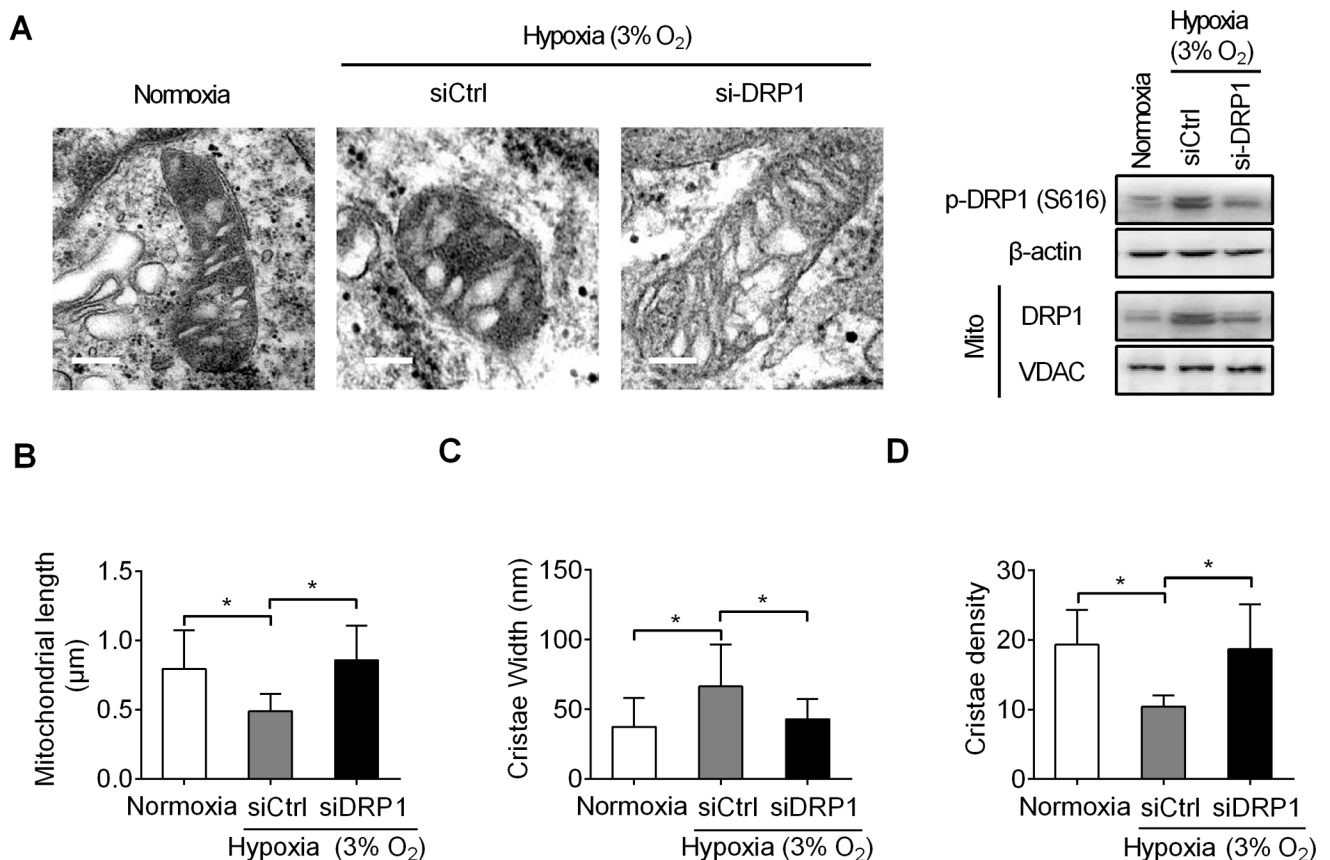 A
Hypoxia (3% O₂)
Normoxia
siCtrl
si-DRP1
Hypoxia
(3% O₂)
Normoxia
siCtrl
si-DRP1
p-DRP1 (S616)
β-actin
Mito
DRP1
VDAC
B
Mitochondrial length
(μm)
1.5
1.0
0.5
0.0
*
*
Normoxia siCtrl siDRP1
Hypoxia (3% O₂)
C
Cristae Width (nm)
150
100
50
0
*
*
Normoxia siCtrl siDRP1
Hypoxia (3% O₂)
D
Cristae density
30
20
10
0
*
*
Normoxia siCtrl siDRP1
Hypoxia (3% O₂)